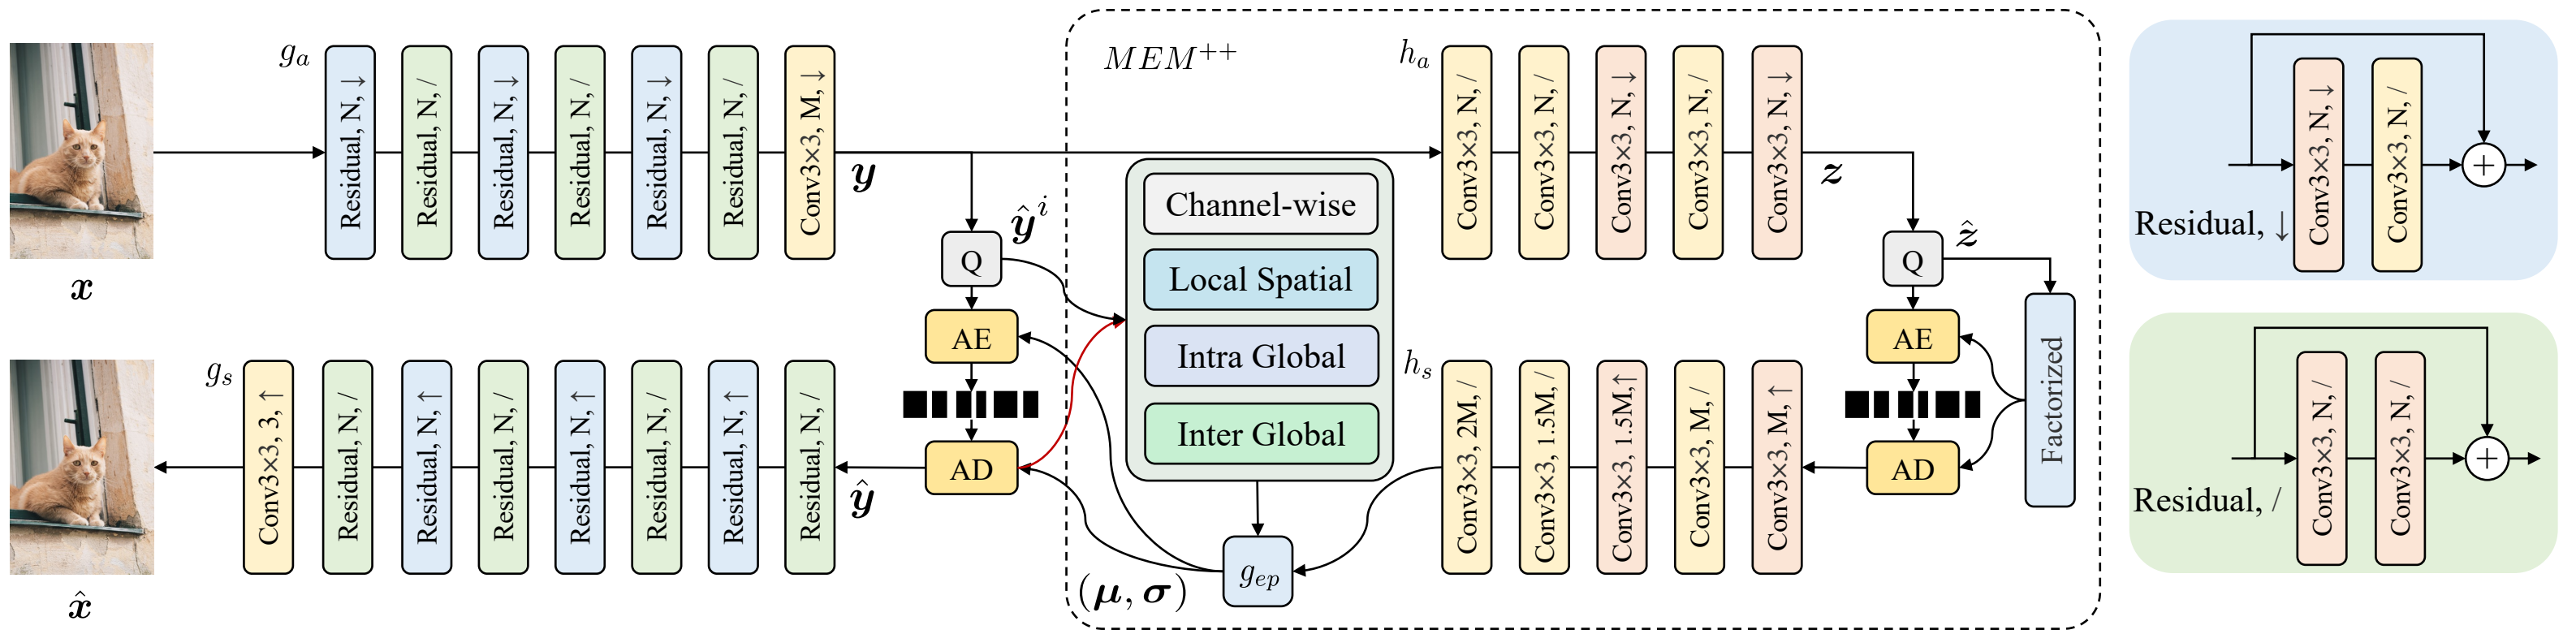 x
g_a
Residual, N, ↓
Residual, N, /
Residual, N, ↓
Residual, N, /
Residual, N, ↓
Residual, N, /
Conv3×3, M, ↓
y
MEM⁺⁺
h_a
Conv3×3, N, /
Conv3×3, N, /
Conv3×3, N, ↓
Conv3×3, N, /
Conv3×3, N, ↓
z
Q
ŷⁱ
AE
AD
Channel-wise
Local Spatial
Intra Global
Inter Global
Q
ẑ
AE
AD
Factorized
x̂
g_s
Conv3×3, 3, ↑
Residual, N, /
Residual, N, ↑
Residual, N, /
Residual, N, ↑
Residual, N, /
Residual, N, ↑
Residual, N, /
ŷ
(μ, σ)
g_ep
h_s
Conv3×3, 2M, /
Conv3×3, 1.5M, /
Conv3×3, 1.5M,↑
Conv3×3, M, /
Conv3×3, M, ↑
Residual, ↓
Conv3×3, N, ↓
Conv3×3, N, /
+
Residual, /
Conv3×3, N, /
Conv3×3, N, /
+